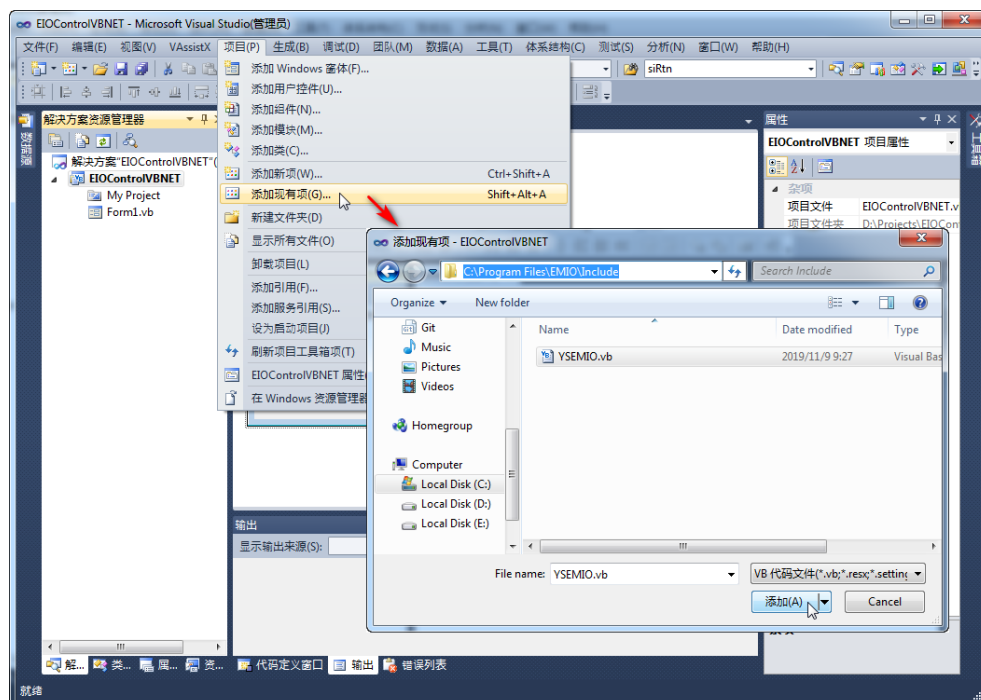 EIOControlVBNET - Microsoft Visual Studio(管理员)
文件(F) 编辑(E) 视图(V) VAssistX 项目(P) 生成(B) 调试(D) 团队(M) 数据(A) 工具(T) 体系结构(C) 测试(S) 分析(N) 窗口(W) 帮助(H)
siRtn
添加 Windows 窗体(F)...
添加用户控件(U)...
添加组件(N)...
添加模块(M)...
添加类(C)...
添加新项(W)... Ctrl+Shift+A
添加现有项(G)... Shift+Alt+A
新建文件夹(D)
显示所有文件(O)
卸载项目(L)
添加引用(F)...
添加服务引用(S)...
设为启动项目(J)
刷新项目工具箱项(T)
EIOControlVBNET 属性(
在 Windows 资源管理器
数据源
解决方案资源管理器
解决方案"EIOControlVBNET"(
EIOControlVBNET
My Project
Form1.vb
属性
EIOControlVBNET 项目属性
杂项
项目文件 EIOControlVBNET.v
项目文件夹 D:\Projects\EIOCon
工具箱
添加现有项 - EIOControlVBNET
C:\Program Files\EMIO\Include
Search Include
Organize New folder
Name Date modified Type
YSEMIO.vb 2019/11/9 9:27 Visual Bas
Git
Music
Pictures
Videos
Homegroup
Computer
Local Disk (C:)
Local Disk (D:)
Local Disk (E:)
File name: YSEMIO.vb VB 代码文件(*.vb;*.resx;*.setting
添加(A) Cancel
输出
显示输出来源(S):
解... 类... 属... 资... 代码定义窗口 输出 错误列表
就绪